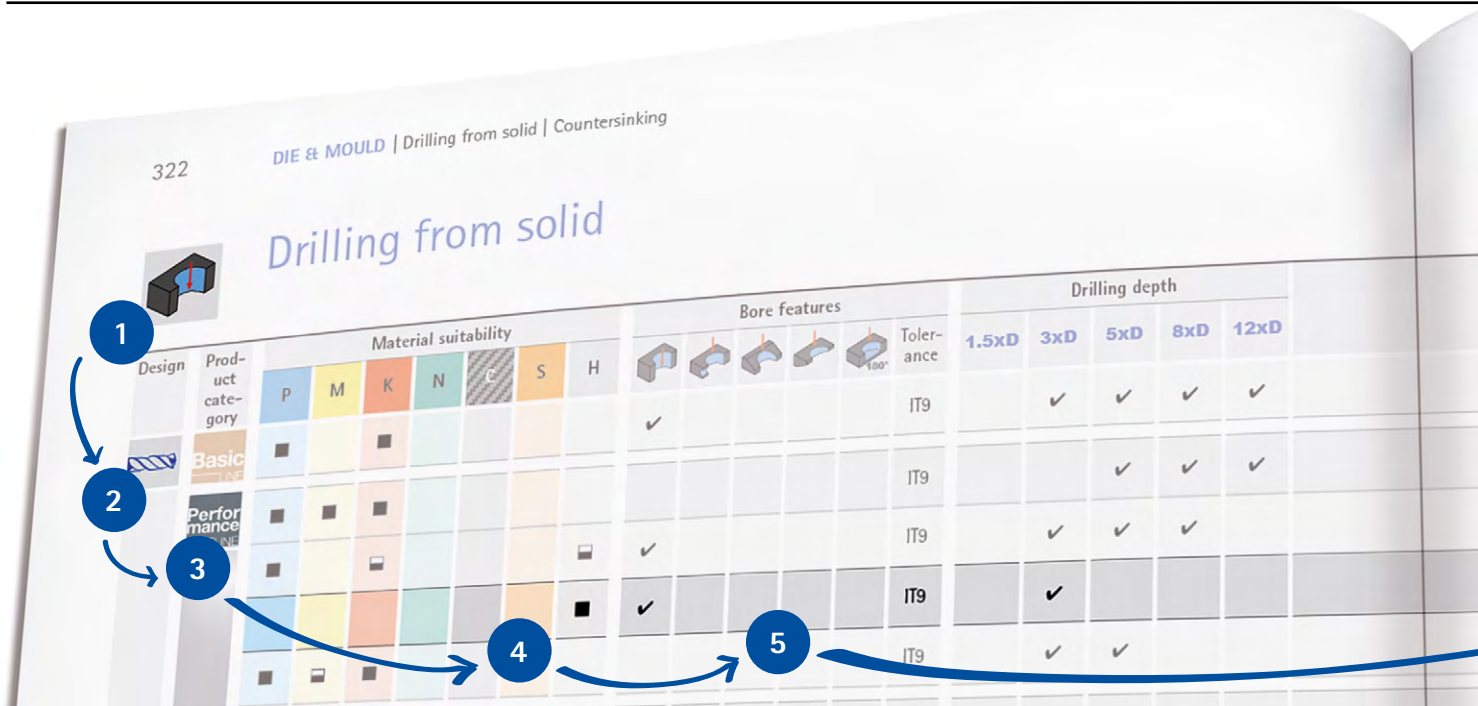 322
DIE & MOULD | Drilling from solid | Countersinking
Drilling from solid
1
Design
Prod-
uct
cate-
gory
Material suitability
P M K N C S H
Bore features
180°
Toler-
ance
Drilling depth
1.5xD 3xD 5xD 8xD 12xD
Basic
LINE
IT9
2
Perfor
mance
LINE
IT9
3
IT9
IT9
4
5
IT9